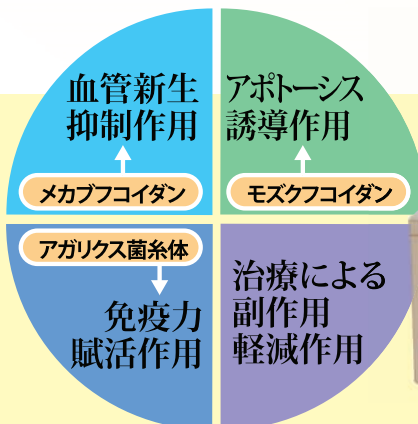 血管新生
抑制作用
メカブフコイダン
アポトーシス
誘導作用
モズクフコイダン
アガリクス菌糸体
免疫力
賦活作用
治療による
副作用
軽減作用